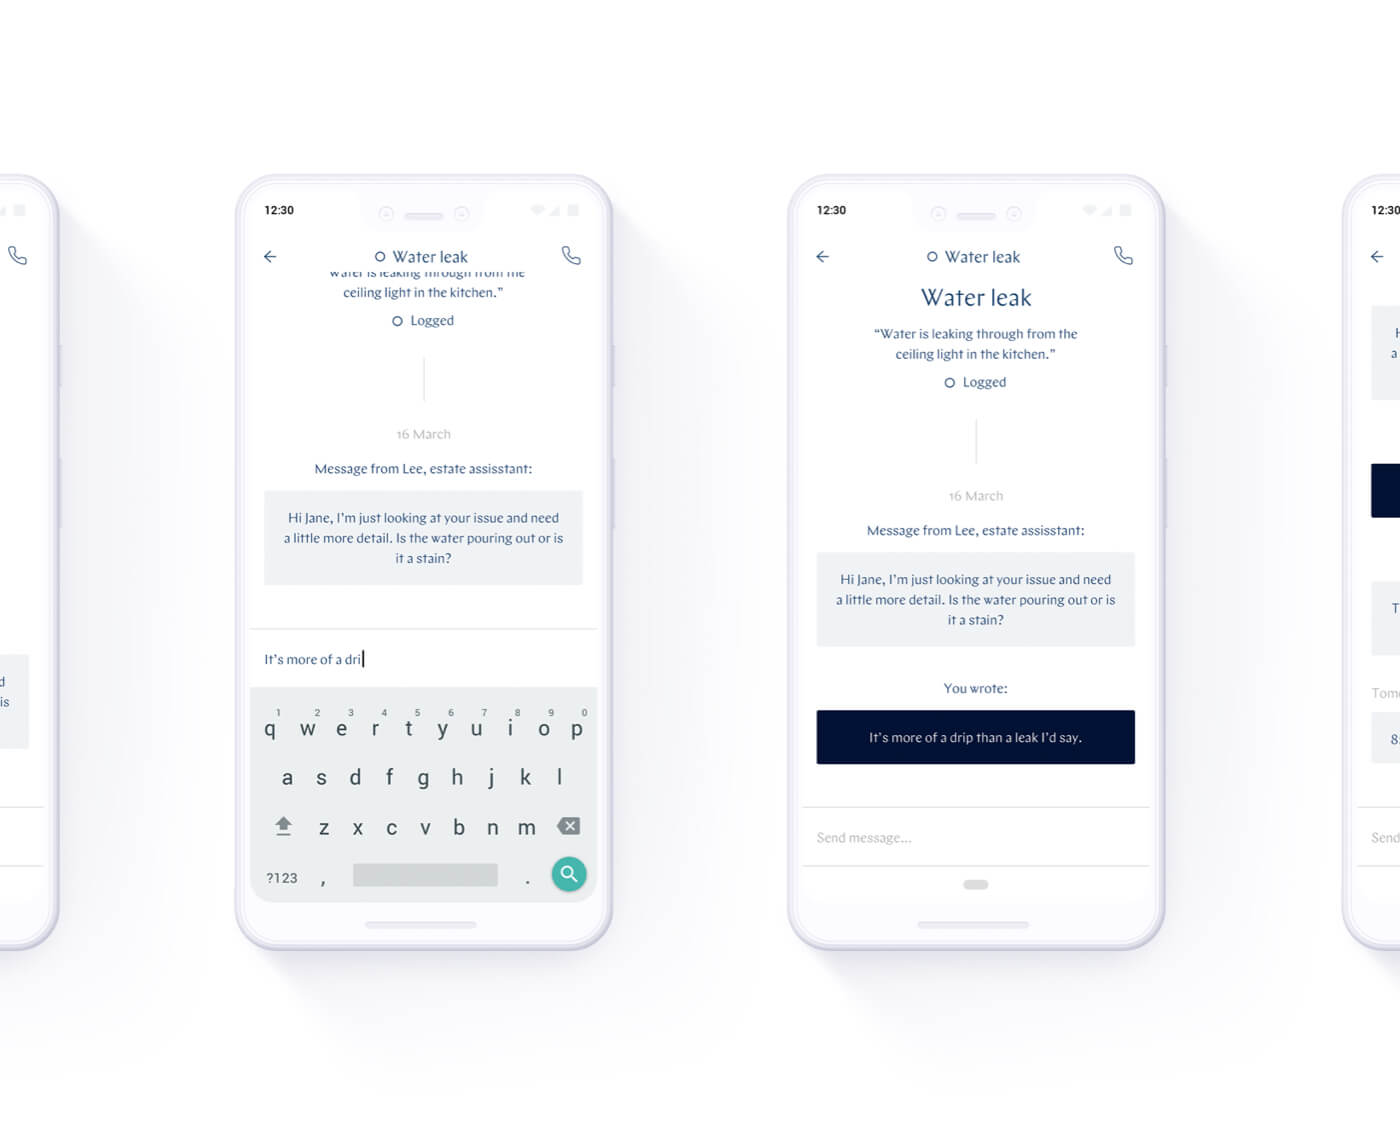 d
is
12:30
Water leak
water is leaking through from the
ceiling light in the kitchen.”
Logged
16 March
Message from Lee, estate assisstant:
Hi Jane, I’m just looking at your issue and need
a little more detail. Is the water pouring out or is
it a stain?
It’s more of a dri
1 2 3 4 5 6 7 8 9 0
q w e r t y u i o p
a s d f g h j k l
z x c v b n m
?123 , .
12:30
Water leak
Water leak
“Water is leaking through from the
ceiling light in the kitchen.”
Logged
16 March
Message from Lee, estate assisstant:
Hi Jane, I’m just looking at your issue and need
a little more detail. Is the water pouring out or is
it a stain?
You wrote:
It’s more of a drip than a leak I’d say.
Send message...
12:30
H
a
T
Tom
8
Send